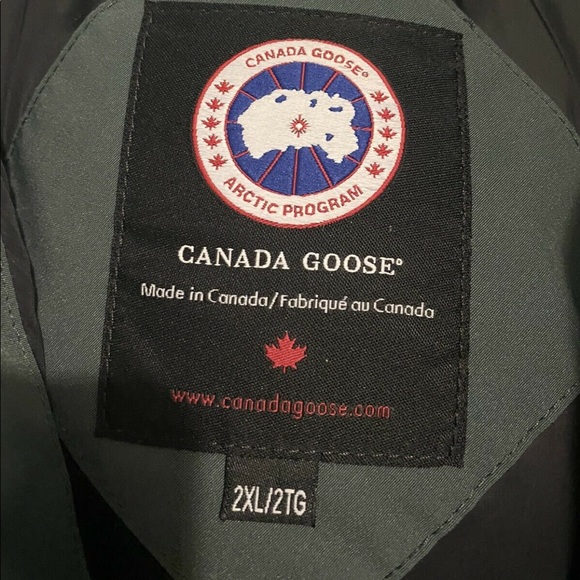 CANADA GOOSE®
ARCTIC PROGRAM
CANADA GOOSE®
Made in Canada/Fabriqué au Canada
www.canadagoose.com
2XL/2TG